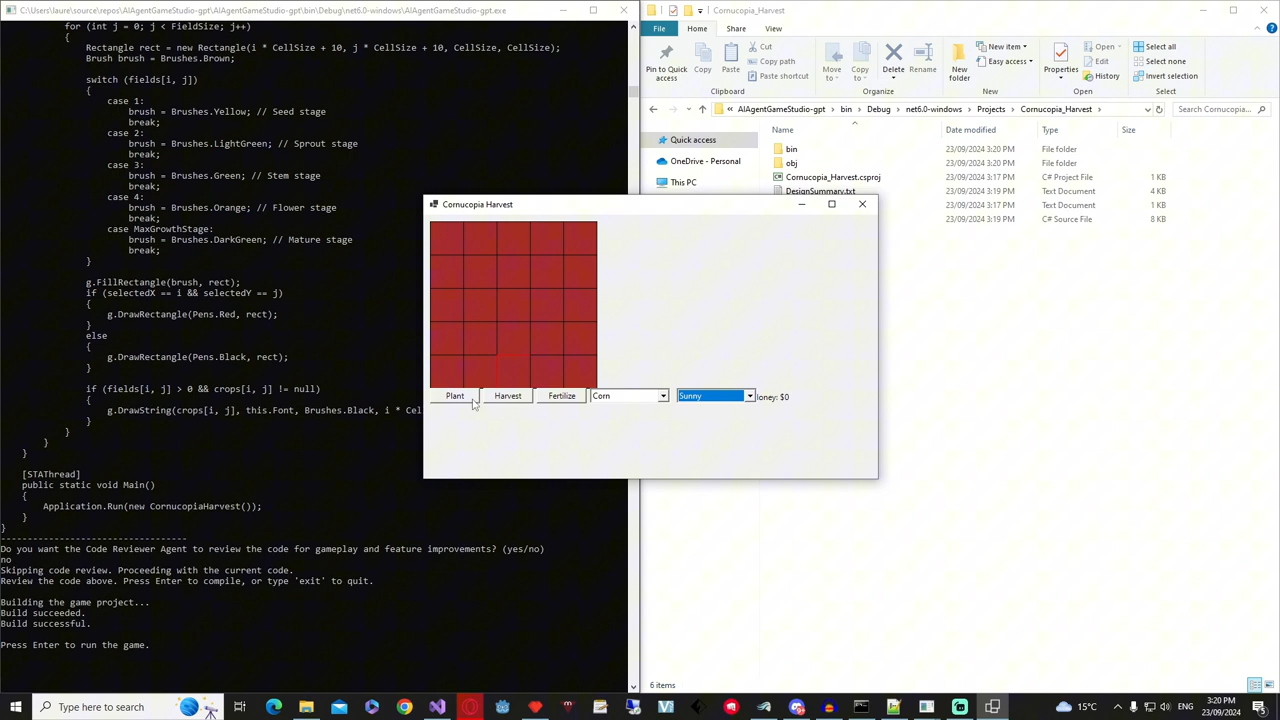 C:\Users\laure\source\repos\AIAgentGameStudio-gpt\AIAgentGameStudio-gpt\bin\Debug\net6.0-windows\AIAgentGameStudio-gpt.exe
for (int j = 0; j < FieldSize; j++)
{
Rectangle rect = new Rectangle(i * CellSize + 10, j * CellSize + 10, CellSize, CellSize);
Brush brush = Brushes.Brown;
switch (fields[i, j])
{
case 1:
brush = Brushes.Yellow; // Seed stage
break;
case 2:
brush = Brushes.LightGreen; // Sprout stage
break;
case 3:
brush = Brushes.Green; // Stem stage
break;
case 4:
brush = Brushes.Orange; // Flower stage
break;
case MaxGrowthStage:
brush = Brushes.DarkGreen; // Mature stage
break;
}
g.FillRectangle(brush, rect);
if (selectedX == i && selectedY == j)
{
g.DrawRectangle(Pens.Red, rect);
}
else
{
g.DrawRectangle(Pens.Black, rect);
}
if (fields[i, j] > 0 && crops[i, j] != null)
{
g.DrawString(crops[i, j], this.Font, Brushes.Black, i * Cel
}
}
}
}
[STAThread]
public static void Main()
{
Application.Run(new CornucopiaHarvest());
}
}
---------------------------------
Do you want the Code Reviewer Agent to review the code for gameplay and feature improvements? (yes/no)
no
Skipping code review. Proceeding with the current code.
Review the code above. Press Enter to compile, or type 'exit' to quit.
Building the game project...
Build succeeded.
Build successful.
Press Enter to run the game.
Cornucopia_Harvest
File Home Share View
Pin to Quick access
Copy
Paste
Cut
Copy path
Paste shortcut
Clipboard
Move to
Copy to
Delete
Rename
Organize
New folder
New item
Easy access
New
Properties
Open
Edit
History
Open
Select all
Select none
Invert selection
Select
« AIAgentGameStudio-gpt > bin > Debug > net6.0-windows > Projects > Cornucopia_Harvest >
Search Cornucopia...
Quick access
OneDrive - Personal
This PC
Name Date modified Type Size
bin 23/09/2024 3:20 PM File folder
obj 23/09/2024 3:20 PM File folder
Cornucopia_Harvest.csproj 23/09/2024 3:17 PM C# Project File 1 KB
DesignSummary.txt 23/09/2024 3:19 PM Text Document 4 KB
23/09/2024 3:17 PM Text Document 1 KB
23/09/2024 3:19 PM C# Source File 8 KB
6 items
Cornucopia Harvest
Plant
Harvest
Fertilize
Corn
Sunny
loney: $0
Type here to search
15°C
ENG
3:20 PM
23/09/2024